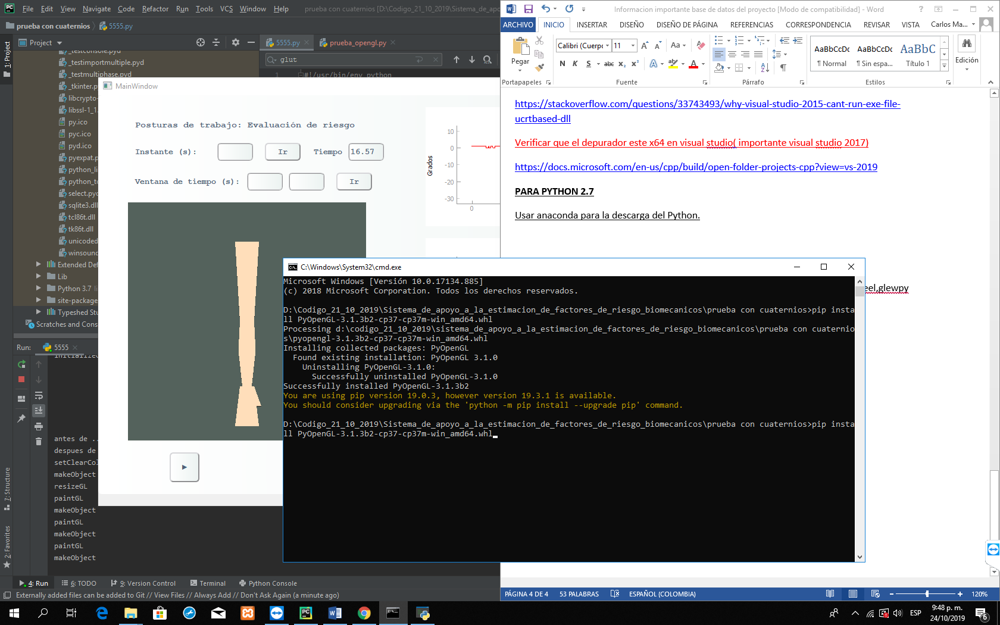 File Edit View Navigate Code Refactor Run Tools VCS Window Help prueba con cuaternios [D:\Codigo_21_10_2019\Sistema_de_apo
prueba con cuaternios 5555.py
Project
5555.py
prueba_opengl.py
1: Project
_testconsole.pyd
_testimportmultiple.pyd
_testmultiphase.pyd
_tkinter.p
libcrypto-
libssl-1_1.
py.ico
pyc.ico
pyd.ico
pyexpat.p
python_li
python_to
select.pyd
sqlite3.dll
tcl86t.dll
tk86t.dll
unicoded
winsound
Extended Def
Lib
Python 3.7 li
site-package
Typeshed Stu
Scratches and Cons
glut
1 #!/usr/bin/env python
MainWindow
Posturas de trabajo: Evaluación de riesgo
Instante (s): Ir Tiempo 16.57
Ventana de tiempo (s): Ir
Grados
10
0
-10
-20
-30
0
Run: 5555
initialized
antes de ..
despues de
setClearCol
makeObject
resizeGL
paintGL
makeObject
paintGL
makeObject
paintGL
makeObject
7: Structure
2: Favorites
4: Run 6: TODO 9: Version Control Terminal Python Console
Externally added files can be added to Git // View Files // Always Add // Don't Ask Again (a minute ago)
Informacion importante base de datos del proyecto [Modo de compatibilidad] - Word
ARCHIVO INICIO INSERTAR DISEÑO DISEÑO DE PÁGINA REFERENCIAS CORRESPONDENCIA REVISAR VISTA Carlos Ma...
Pegar
Calibri (Cuerpo 11
Aa
N K S abc x₂ x²
AaBbCcDc AaBbCcDc AaBbC
¶ Normal ¶ Sin espa... Título 1
Edición
Portapapeles Fuente Párrafo Estilos
https://stackoverflow.com/questions/33743493/why-visual-studio-2015-cant-run-exe-file-
ucrtbased-dll
Verificar que el depurador este x64 en visual studio( importante visual studio 2017)
https://docs.microsoft.com/en-us/cpp/build/open-folder-projects-cpp?view=vs-2019
PARA PYTHON 2.7
Usar anaconda para la descarga del Python.
eel,glewpy
C:\Windows\System32\cmd.exe
Microsoft Windows [Versión 10.0.17134.885]
(c) 2018 Microsoft Corporation. Todos los derechos reservados.
D:\Codigo_21_10_2019\Sistema_de_apoyo_a_la_estimacion_de_factores_de_riesgo_biomecanicos\prueba con cuaternios>pip insta
ll PyOpenGL-3.1.3b2-cp37-cp37m-win_amd64.whl
Processing d:\codigo_21_10_2019\sistema_de_apoyo_a_la_estimacion_de_factores_de_riesgo_biomecanicos\prueba con cuaternio
s\pyopengl-3.1.3b2-cp37-cp37m-win_amd64.whl
Installing collected packages: PyOpenGL
Found existing installation: PyOpenGL 3.1.0
Uninstalling PyOpenGL-3.1.0:
Successfully uninstalled PyOpenGL-3.1.0
Successfully installed PyOpenGL-3.1.3b2
You are using pip version 19.0.3, however version 19.3.1 is available.
You should consider upgrading via the 'python -m pip install --upgrade pip' command.
D:\Codigo_21_10_2019\Sistema_de_apoyo_a_la_estimacion_de_factores_de_riesgo_biomecanicos\prueba con cuaternios>pip insta
ll PyOpenGL-3.1.3b2-cp37-cp37m-win_amd64.whl
PÁGINA 4 DE 4 53 PALABRAS ESPAÑOL (COLOMBIA) 120%
ESP
9:48 p. m.
24/10/2019
6